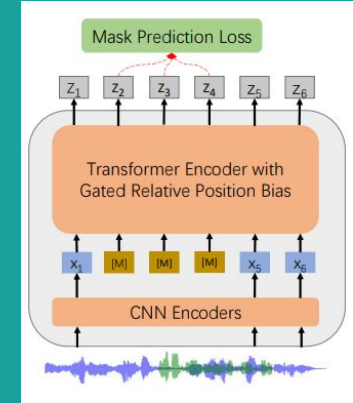 Mask Prediction Loss
Z₁ z₂ z₃ z₄ Z₅ Z₆
Transformer Encoder with
Gated Relative Position Bias
x₁ [M] [M] [M] x₅ x₆
CNN Encoders